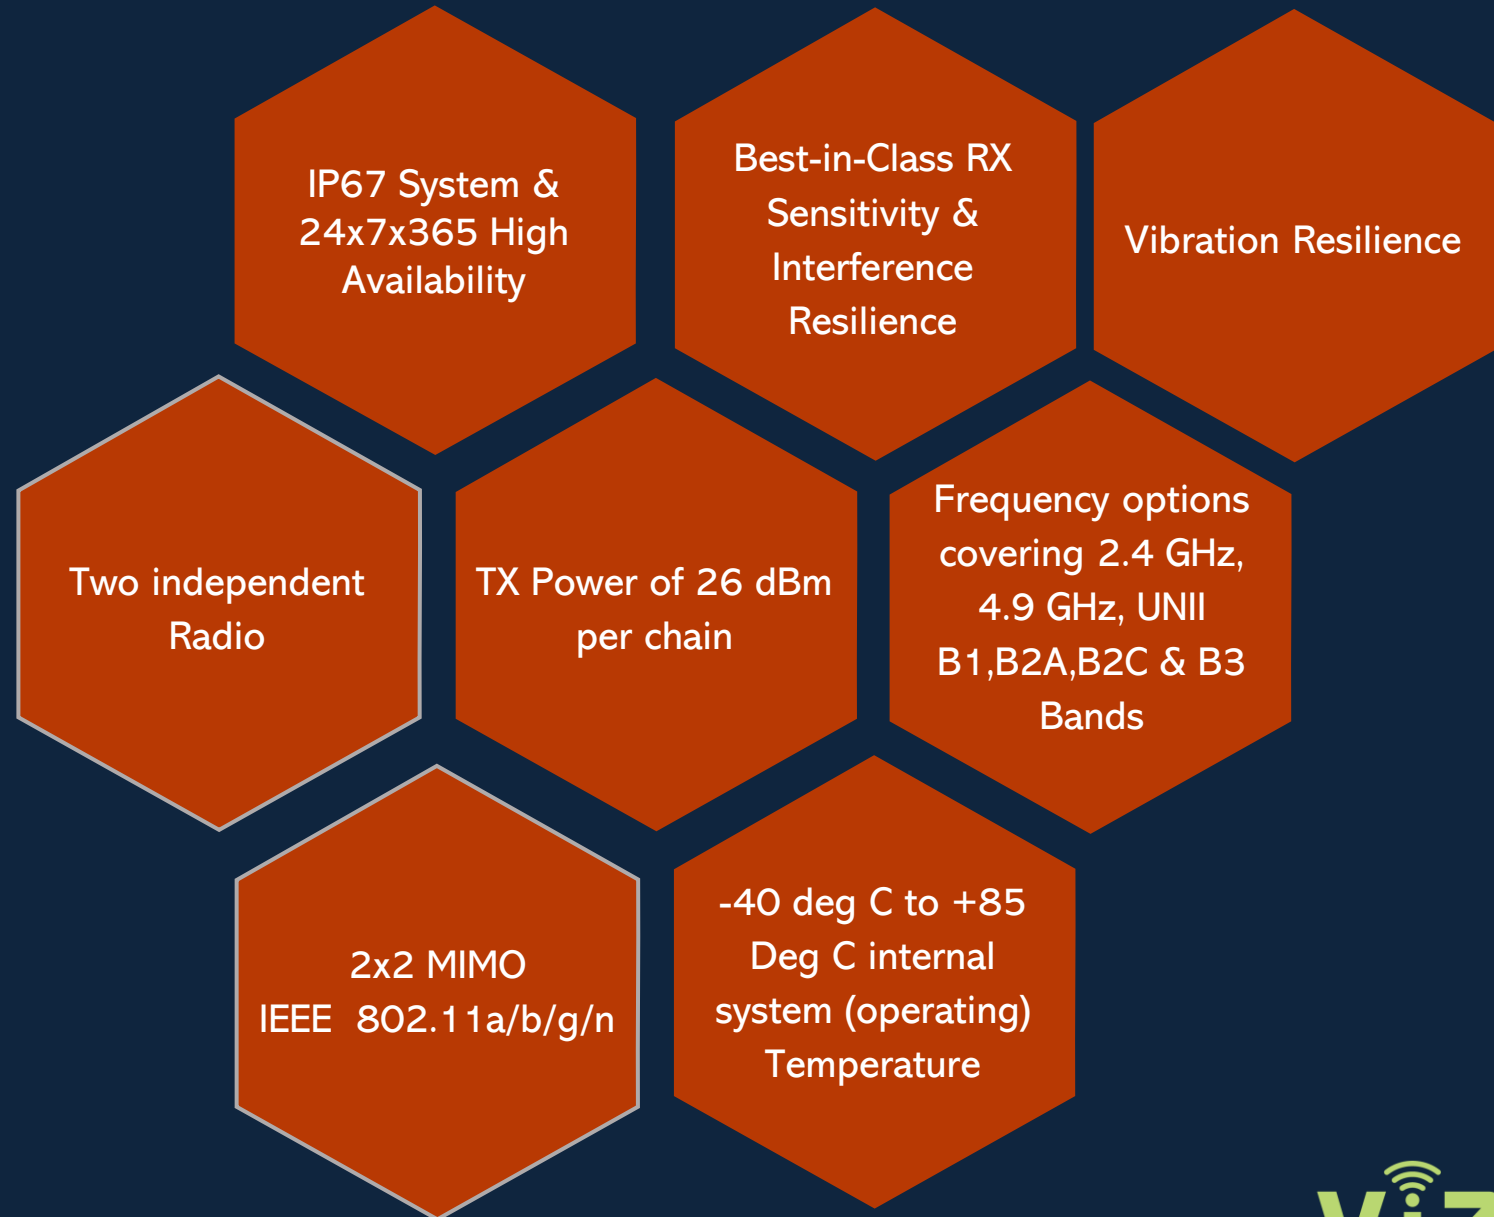 IP67 System &
24x7x365 High
Availability
Best-in-Class RX
Sensitivity &
Interference
Resilience
Vibration Resilience
Two independent
Radio
TX Power of 26 dBm
per chain
Frequency options
covering 2.4 GHz,
4.9 GHz, UNII
B1,B2A,B2C & B3
Bands
2x2 MIMO
IEEE  802.11a/b/g/n
-40 deg C to +85
Deg C internal
system (operating)
Temperature